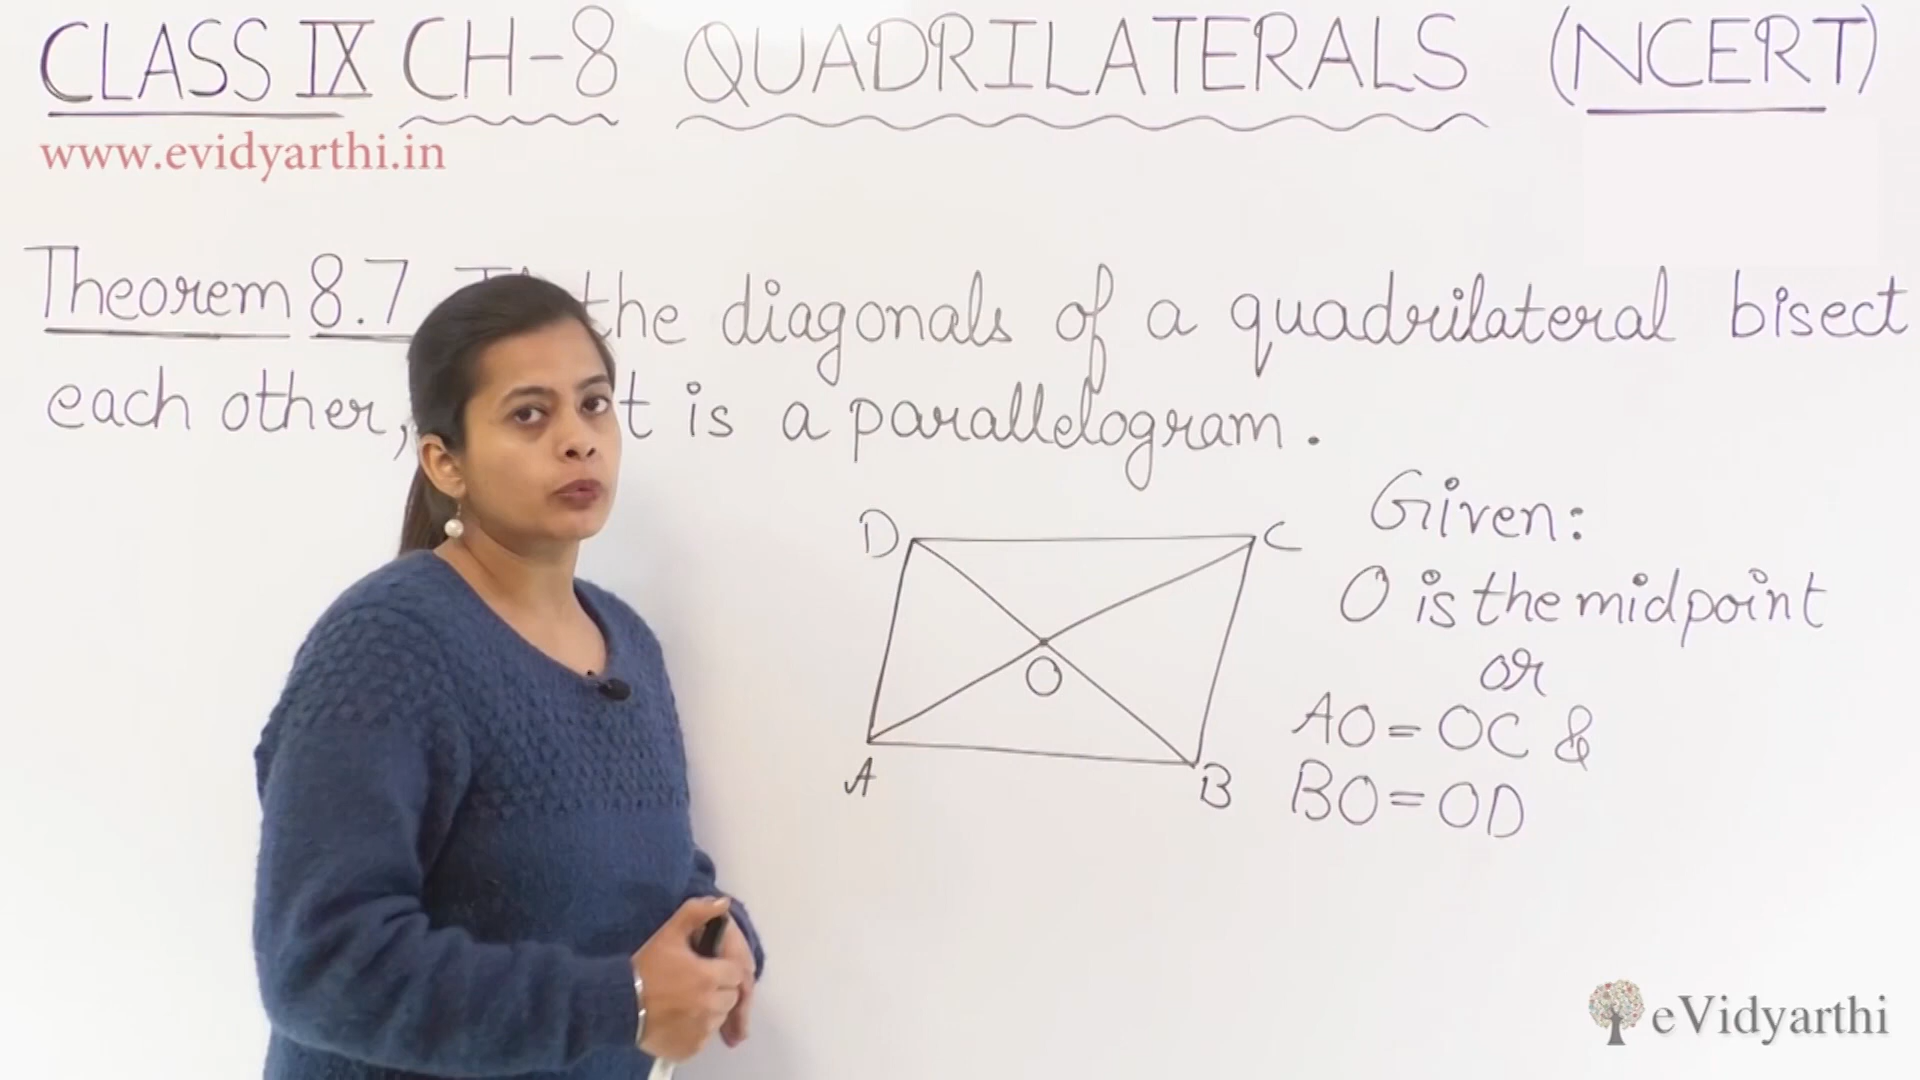 CLASS IX CH-8 QUADRILATERALS (NCERT)
www.evidyarthi.in
Theorem 8.7 the diagonals of a quadrilateral bisect
each other, is a parallelogram.
D C
O
A B
Given:
O is the midpoint
or
AO = OC &
BO = OD
eVidyarthi